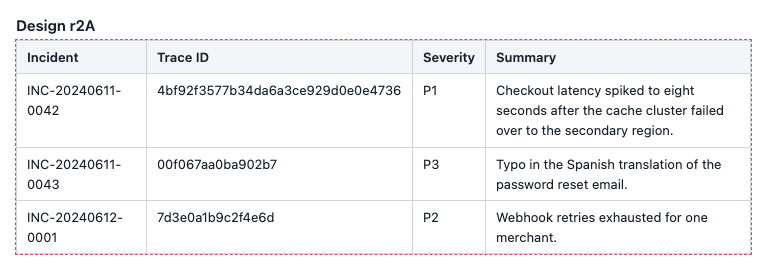 Design r2A
Incident Trace ID Severity Summary
INC-20240611- 4bf92f3577b34da6a3ce929d0e0e4736 P1 Checkout latency spiked to eight
0042 seconds after the cache cluster failed
over to the secondary region.
INC-20240611- 00f067aa0ba902b7 P3 Typo in the Spanish translation of the
0043 password reset email.
INC-20240612- 7d3e0a1b9c2f4e6d P2 Webhook retries exhausted for one
0001 merchant.